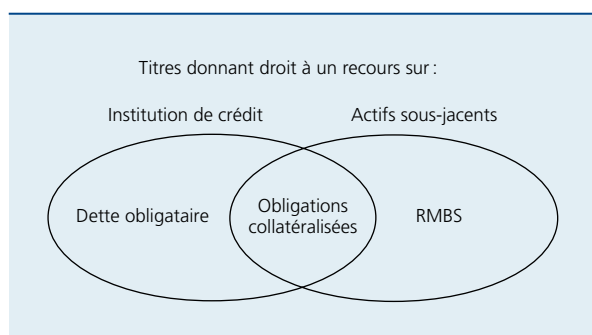 Titres donnant droit à un recours sur :
Institution de crédit
Actifs sous-jacents
Dette obligataire
Obligations
collatéralisées
RMBS